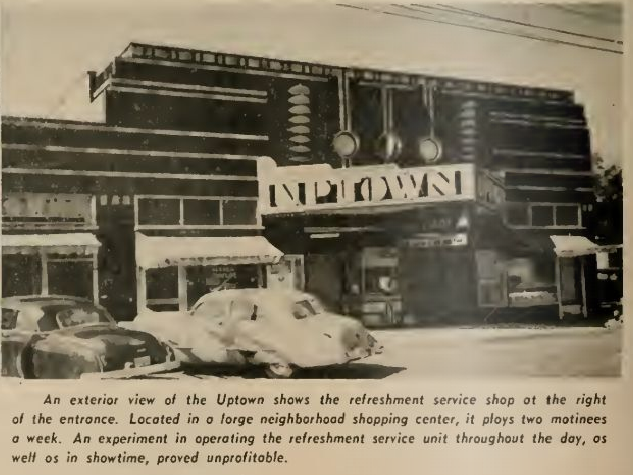 UPTOWN
An exterior view of the Uptown shows the refreshment service shop at the right
of the entrance. Located in a large neighborhood shopping center, it plays two matinees
a week. An experiment in operating the refreshment service unit throughout the day, as
well as in showtime, proved unprofitable.